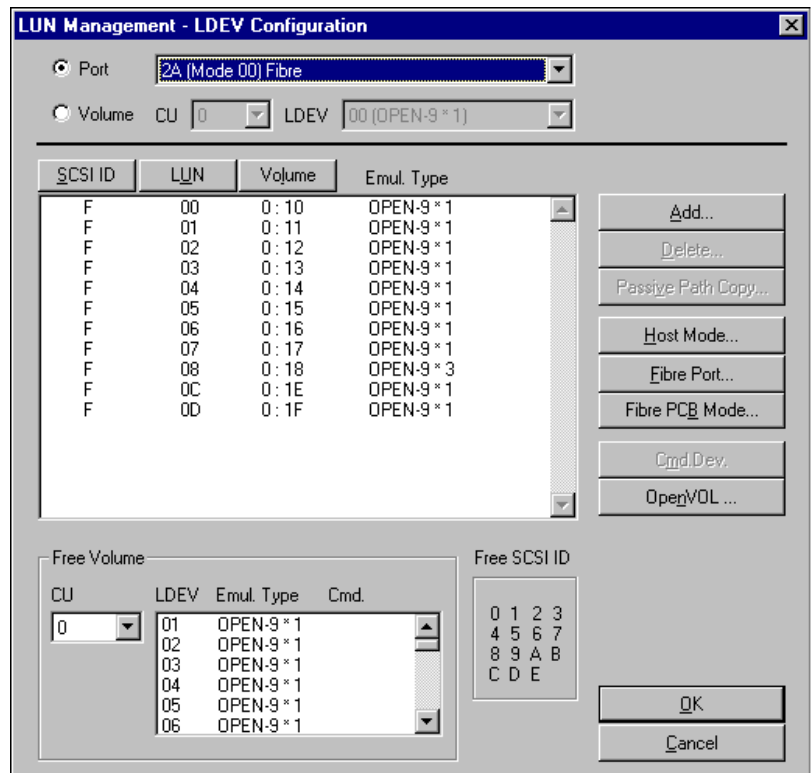 LUN Management - LDEV Configuration
Port 2A (Mode 00) Fibre
Volume CU 0 LDEV 00 (OPEN-9 * 1)
SCSI ID LUN Volume Emul. Type
F 00 0 : 10 OPEN-9 * 1
F 01 0 : 11 OPEN-9 * 1
F 02 0 : 12 OPEN-9 * 1
F 03 0 : 13 OPEN-9 * 1
F 04 0 : 14 OPEN-9 * 1
F 05 0 : 15 OPEN-9 * 1
F 06 0 : 16 OPEN-9 * 1
F 07 0 : 17 OPEN-9 * 1
F 08 0 : 18 OPEN-9 * 3
F 0C 0 : 1E OPEN-9 * 1
F 0D 0 : 1F OPEN-9 * 1
Add...
Delete...
Passive Path Copy...
Host Mode...
Fibre Port...
Fibre PCB Mode...
Cmd.Dev.
OpenVOL ...
Free Volume
CU LDEV Emul. Type Cmd.
0
01 OPEN-9 * 1
02 OPEN-9 * 1
03 OPEN-9 * 1
04 OPEN-9 * 1
05 OPEN-9 * 1
06 OPEN-9 * 1
Free SCSI ID
0 1 2 3
4 5 6 7
8 9 A B
C D E
OK
Cancel